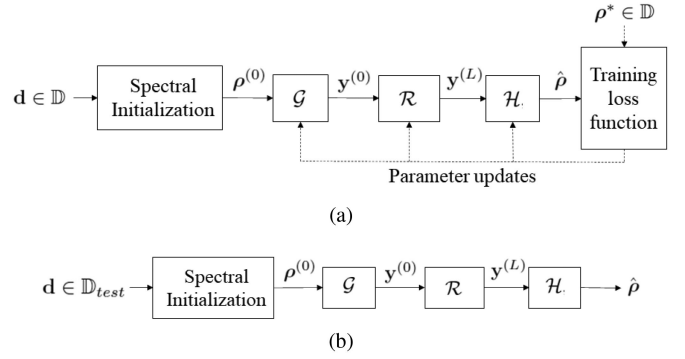 ρ* ∈ 𝔻
d ∈ 𝔻
Spectral
Initialization
ρ⁽⁰⁾
𝒢
y⁽⁰⁾
ℛ
y⁽ᴸ⁾
ℋ
ρ̂
Training
loss
function
Parameter updates
(a)
d ∈ 𝔻_test
Spectral
Initialization
ρ⁽⁰⁾
𝒢
y⁽⁰⁾
ℛ
y⁽ᴸ⁾
ℋ
ρ̂
(b)